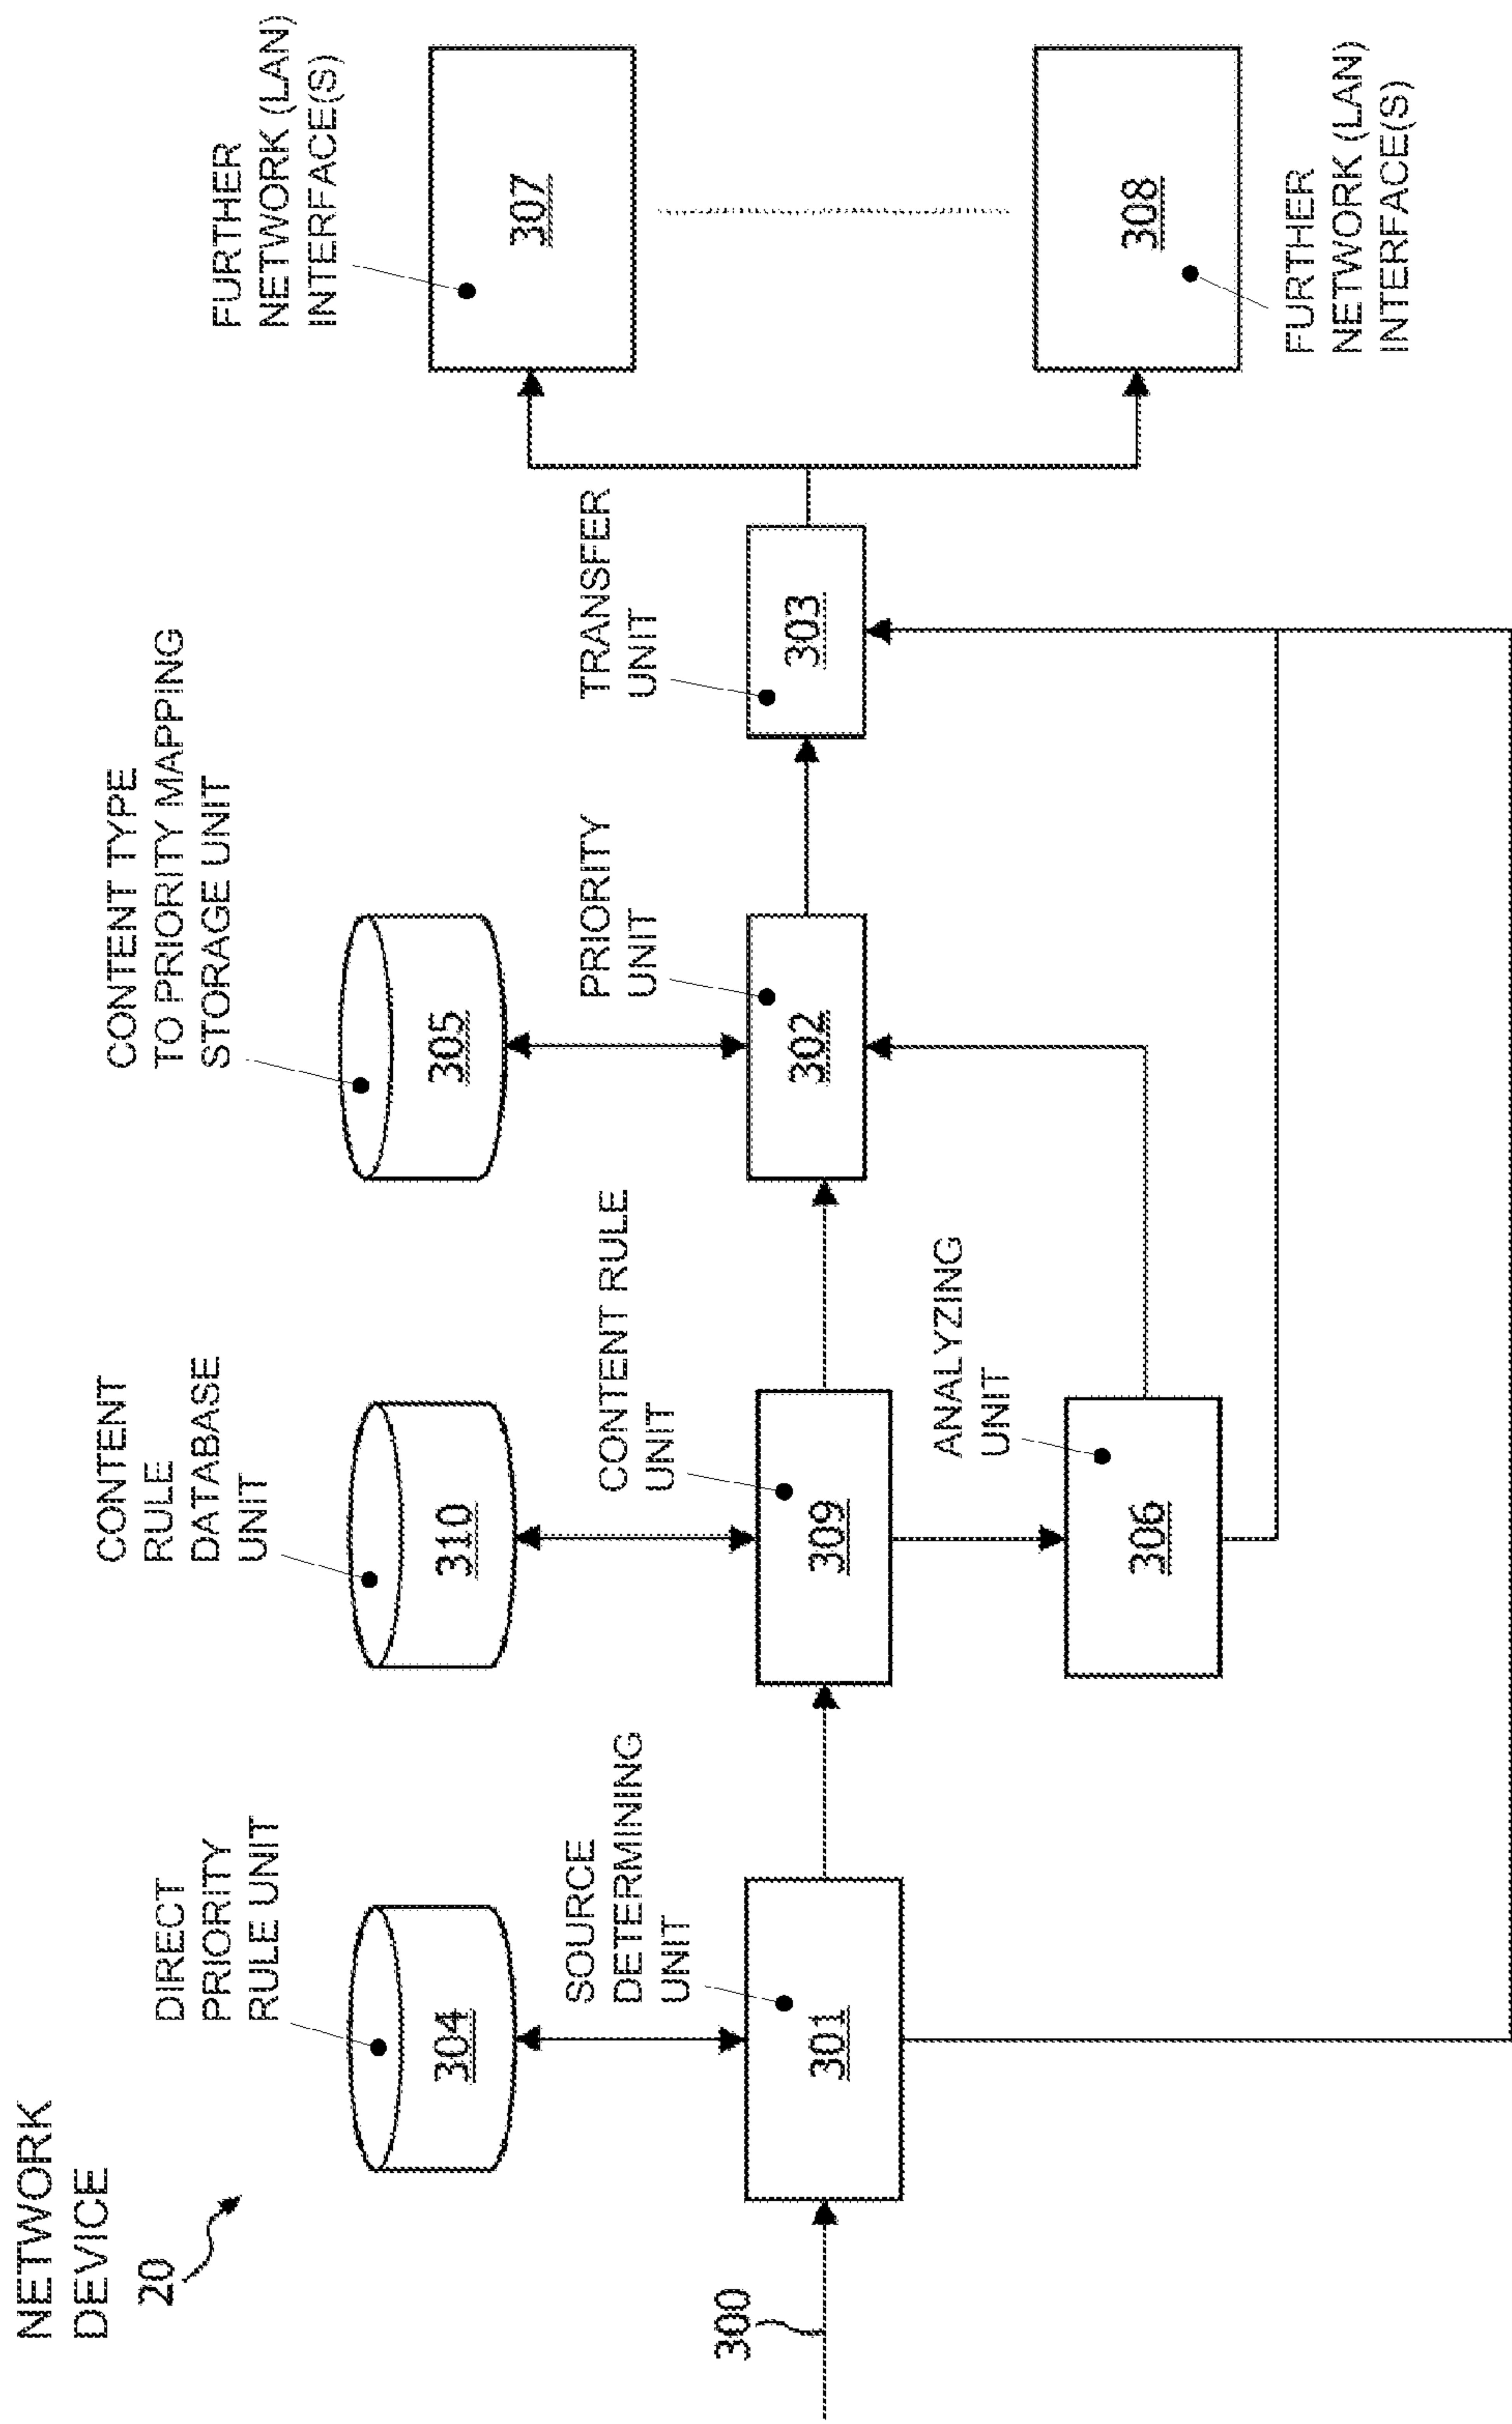 NETWORK
DEVICE
20
300
DIRECT
PRIORITY
RULE UNIT
304
SOURCE
DETERMINING
UNIT
301
CONTENT
RULE
DATABASE
UNIT
310
CONTENT RULE
UNIT
309
ANALYZING
UNIT
306
CONTENT TYPE
TO PRIORITY MAPPING
STORAGE UNIT
305
PRIORITY
UNIT
302
TRANSFER
UNIT
303
FURTHER
NETWORK (LAN)
INTERFACE(S)
307
308
FURTHER
NETWORK (LAN)
INTERFACE(S)